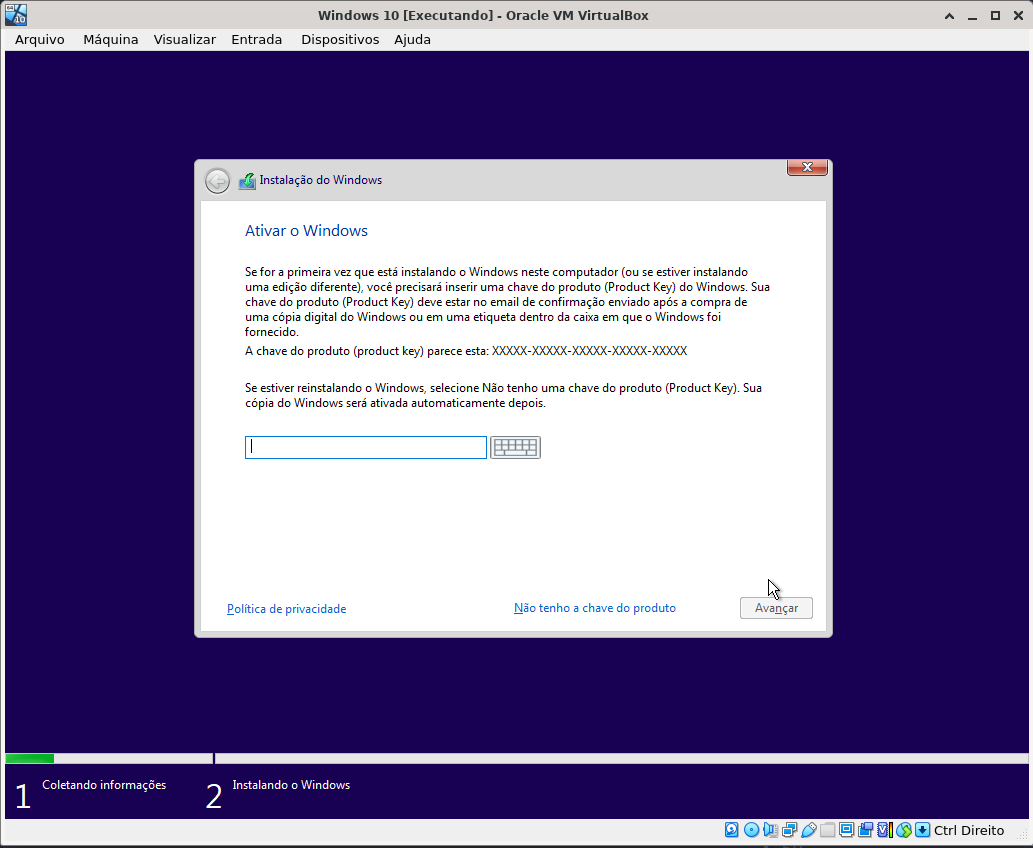 Windows 10 [Executando] - Oracle VM VirtualBox
Arquivo Máquina Visualizar Entrada Dispositivos Ajuda
Instalação do Windows
Ativar o Windows
Se for a primeira vez que está instalando o Windows neste computador (ou se estiver instalando
uma edição diferente), você precisará inserir uma chave do produto (Product Key) do Windows. Sua
chave do produto (Product Key) deve estar no email de confirmação enviado após a compra de
uma cópia digital do Windows ou em uma etiqueta dentro da caixa em que o Windows foi
fornecido.
A chave do produto (product key) parece esta: XXXXX-XXXXX-XXXXX-XXXXX-XXXXX
Se estiver reinstalando o Windows, selecione Não tenho uma chave do produto (Product Key). Sua
cópia do Windows será ativada automaticamente depois.
Política de privacidade Não tenho a chave do produto Avançar
1 Coletando informações 2 Instalando o Windows
Ctrl Direito